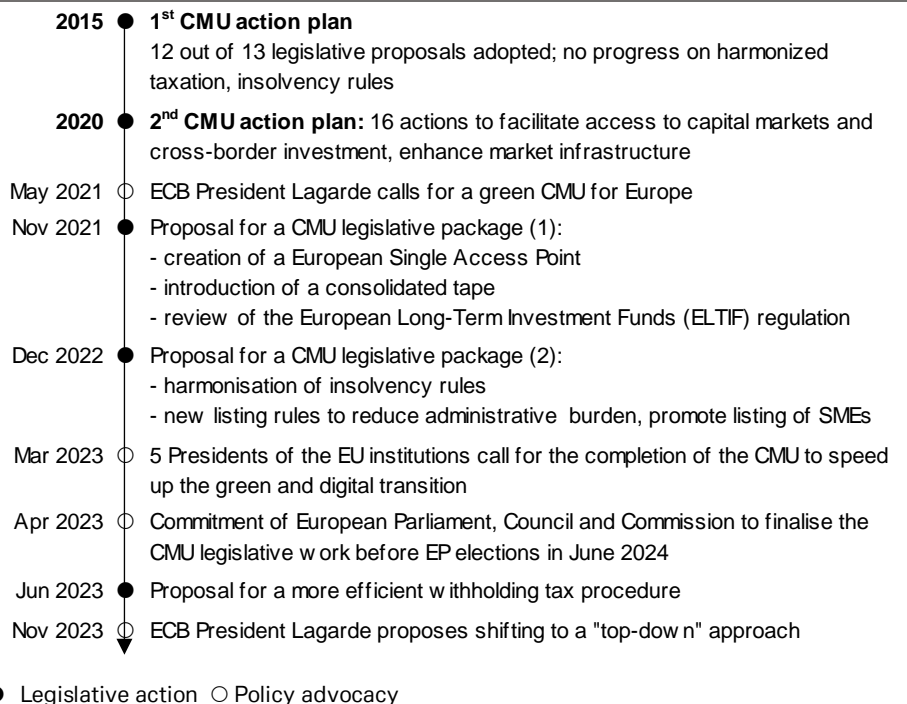 2015 1st CMU action plan
12 out of 13 legislative proposals adopted; no progress on harmonized
taxation, insolvency rules
2020 2nd CMU action plan: 16 actions to facilitate access to capital markets and
cross-border investment, enhance market infrastructure
May 2021 ECB President Lagarde calls for a green CMU for Europe
Nov 2021 Proposal for a CMU legislative package (1):
- creation of a European Single Access Point
- introduction of a consolidated tape
- review of the European Long-Term Investment Funds (ELTIF) regulation
Dec 2022 Proposal for a CMU legislative package (2):
- harmonisation of insolvency rules
- new listing rules to reduce administrative burden, promote listing of SMEs
Mar 2023 5 Presidents of the EU institutions call for the completion of the CMU to speed
up the green and digital transition
Apr 2023 Commitment of European Parliament, Council and Commission to finalise the
CMU legislative work before EP elections in June 2024
Jun 2023 Proposal for a more efficient withholding tax procedure
Nov 2023 ECB President Lagarde proposes shifting to a "top-down" approach
● Legislative action ○ Policy advocacy